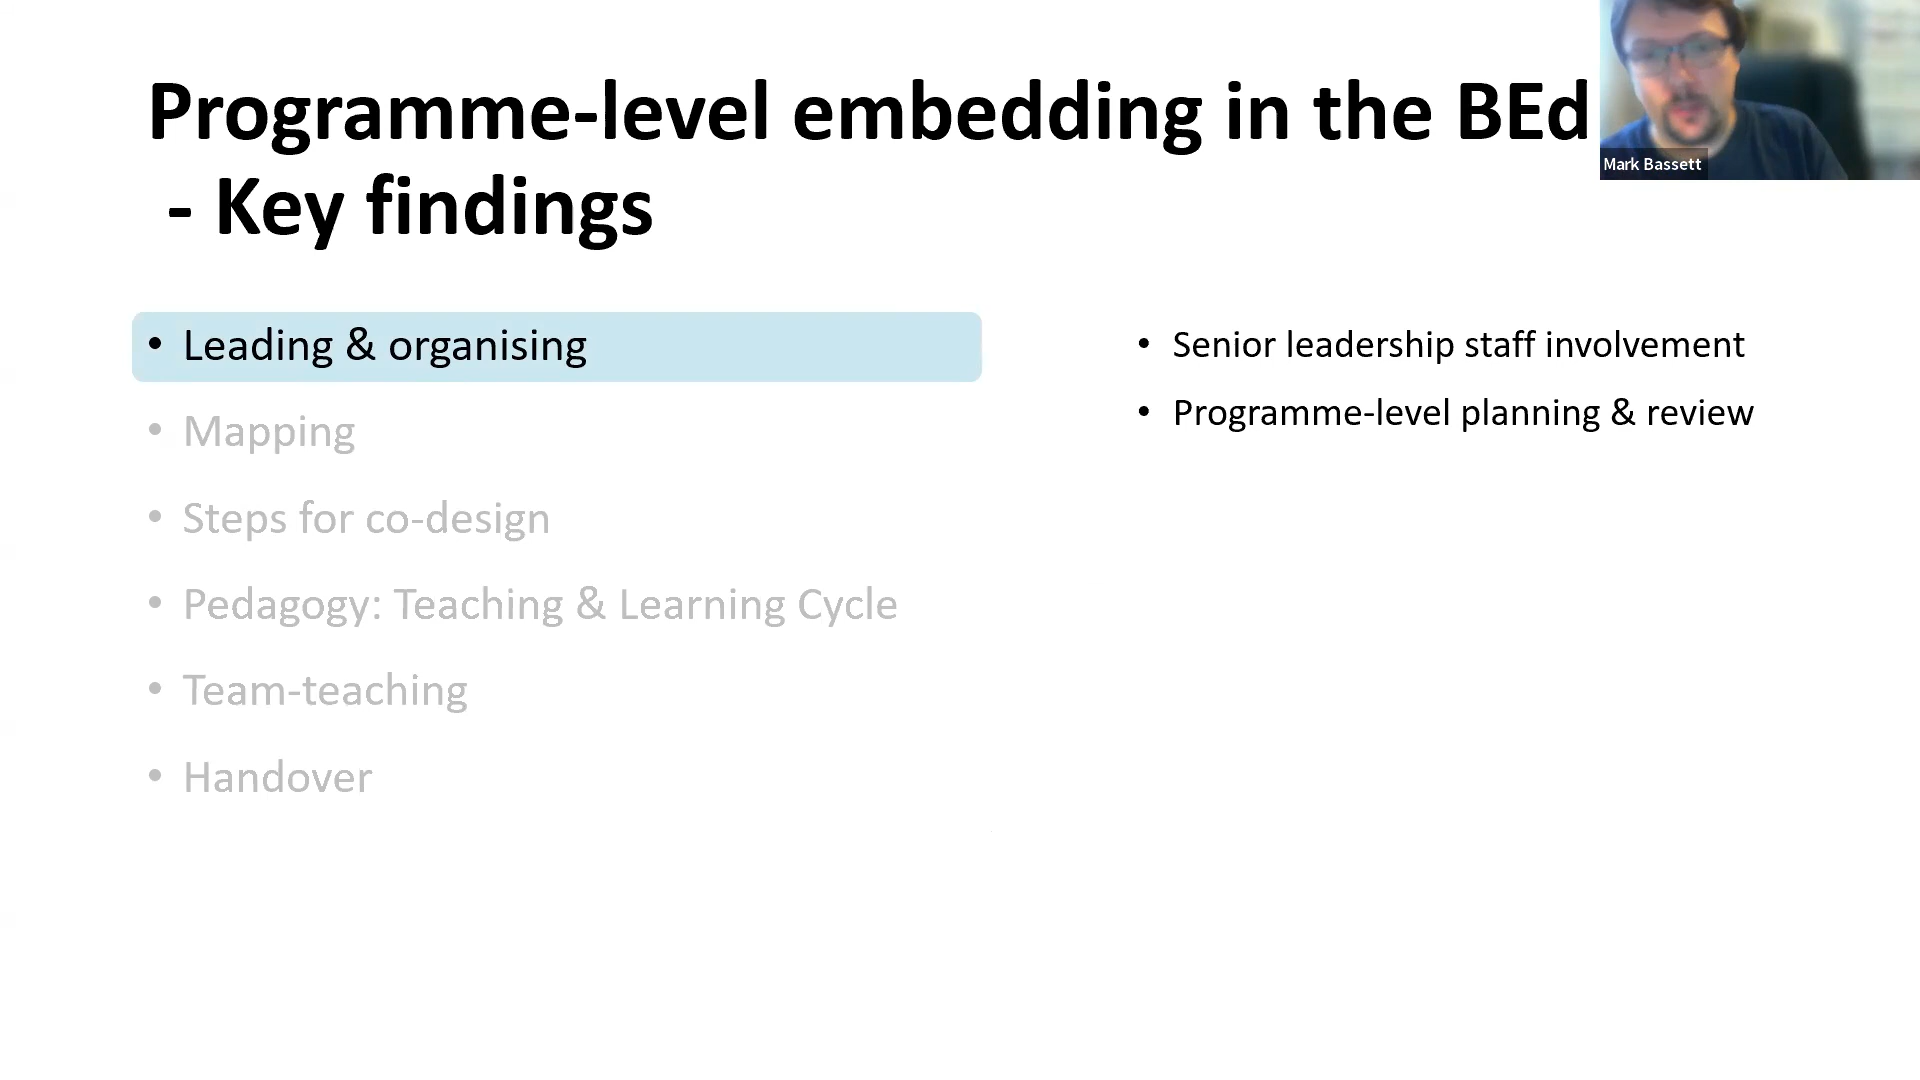 Programme-level embedding in the BEd
- Key findings
Mark Bassett
• Leading & organising
• Mapping
• Steps for co-design
• Pedagogy: Teaching & Learning Cycle
• Team-teaching
• Handover
• Senior leadership staff involvement
• Programme-level planning & review